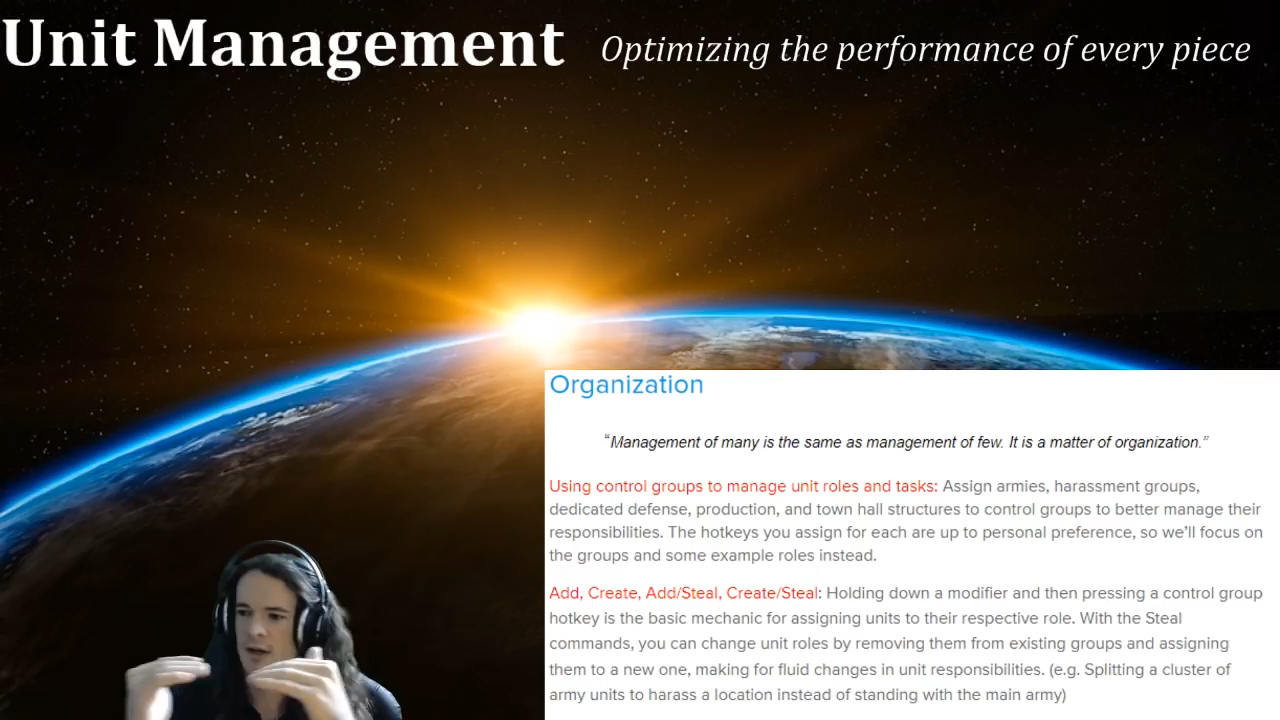 Unit Management
Optimizing the performance of every piece
Organization
“Management of many is the same as management of few. It is a matter of organization.”
Using control groups to manage unit roles and tasks: Assign armies, harassment groups,
dedicated defense, production, and town hall structures to control groups to better manage their
responsibilities. The hotkeys you assign for each are up to personal preference, so we’ll focus on
the groups and some example roles instead.
Add, Create, Add/Steal, Create/Steal: Holding down a modifier and then pressing a control group
hotkey is the basic mechanic for assigning units to their respective role. With the Steal
commands, you can change unit roles by removing them from existing groups and assigning
them to a new one, making for fluid changes in unit responsibilities. (e.g. Splitting a cluster of
army units to harass a location instead of standing with the main army)